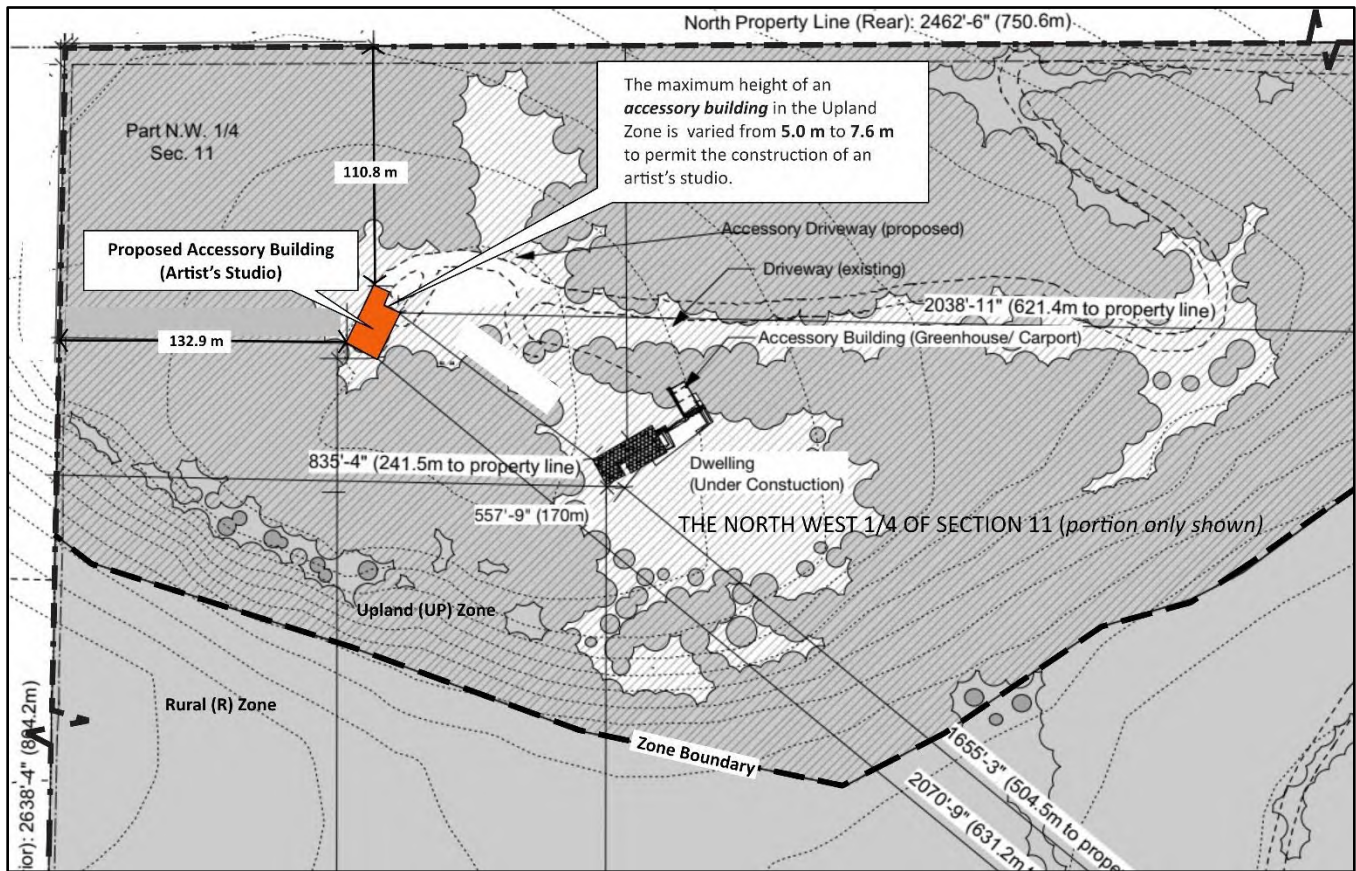 North Property Line (Rear): 2462'-6" (750.6m)
The maximum height of an
accessory building in the Upland
Zone is varied from 5.0 m to 7.6 m
to permit the construction of an
artist's studio.
Part N.W. 1/4
Sec. 11
110.8 m
Accessory Driveway (proposed)
Proposed Accessory Building
(Artist's Studio)
Driveway (existing)
2038'-11" (621.4m to property line)
132.9 m
Accessory Building (Greenhouse/ Carport)
835'-4" (241.5m to property line)
Dwelling
(Under Constuction)
557'-9" (170m)
THE NORTH WEST 1/4 OF SECTION 11 (portion only shown)
Upland (UP) Zone
Rural (R) Zone
Zone Boundary
1655'-3" (504.5m to prope
2070'-9" (631.2m
ior): 2638'-4" (804.2m)